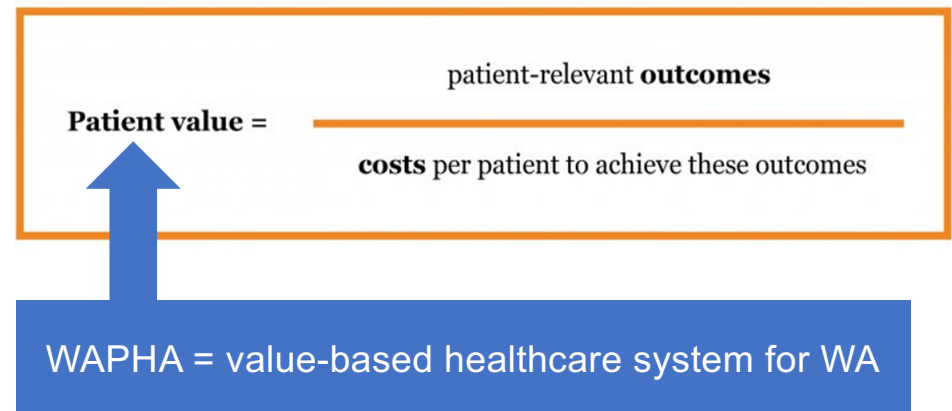 patient-relevant outcomes
Patient value =
costs per patient to achieve these outcomes
WAPHA = value-based healthcare system for WA